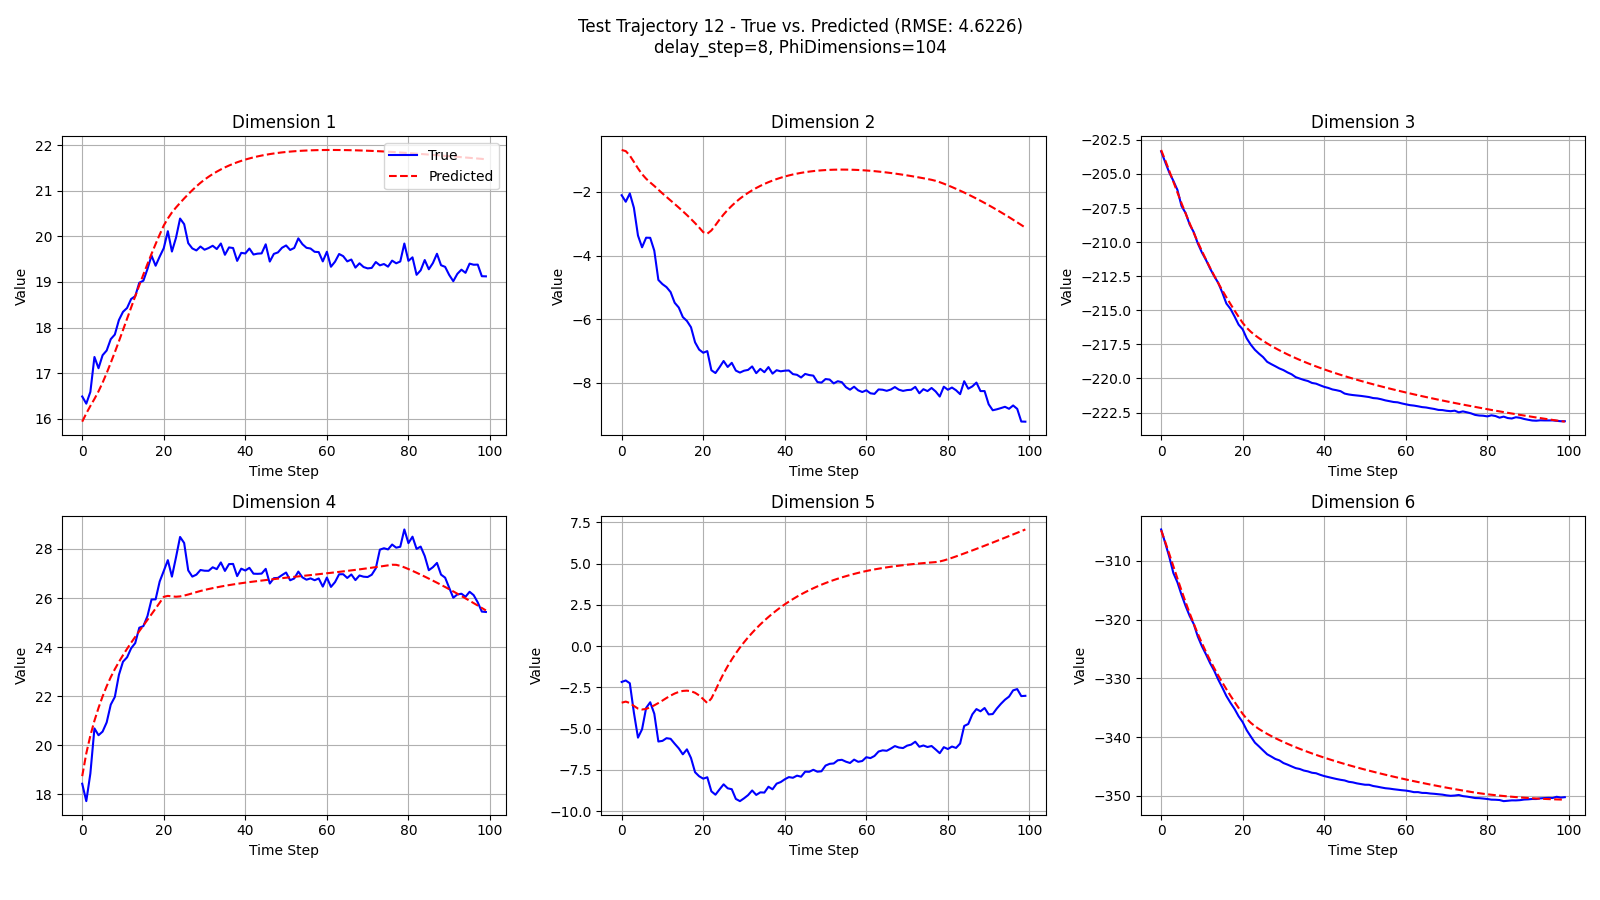 Test Trajectory 12 - True vs. Predicted (RMSE: 4.6226)
delay_step=8, PhiDimensions=104
Dimension 1
22
21
20
19
18
17
16
Value
0 20 40 60 80 100
Time Step
True
Predicted
Dimension 2
−2
−4
−6
−8
Value
0 20 40 60 80 100
Time Step
Dimension 3
−202.5
−205.0
−207.5
−210.0
−212.5
−215.0
−217.5
−220.0
−222.5
Value
0 20 40 60 80 100
Time Step
Dimension 4
28
26
24
22
20
18
Value
0 20 40 60 80 100
Time Step
Dimension 5
7.5
5.0
2.5
0.0
−2.5
−5.0
−7.5
−10.0
Value
0 20 40 60 80 100
Time Step
Dimension 6
−310
−320
−330
−340
−350
Value
0 20 40 60 80 100
Time Step